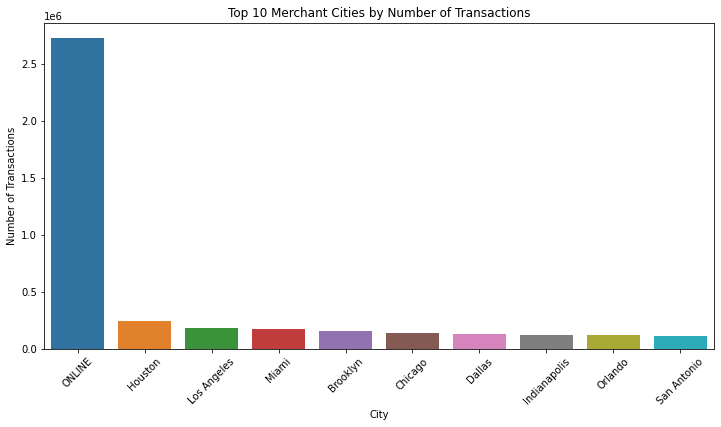 Top 10 Merchant Cities by Number of Transactions
1e6
2.5
2.0
1.5
1.0
0.5
0.0
Number of Transactions
ONLINE
Houston
Los Angeles
Miami
Brooklyn
Chicago
Dallas
Indianapolis
Orlando
San Antonio
City